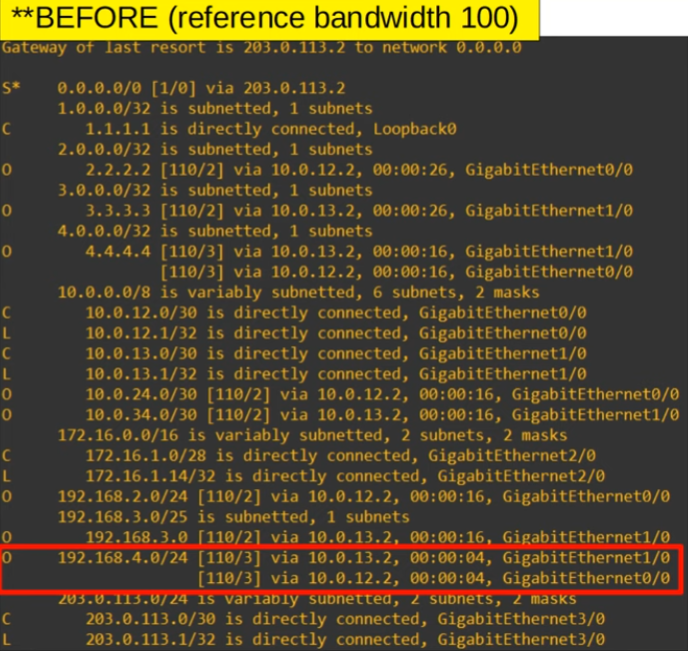 **BEFORE (reference bandwidth 100)
Gateway of last resort is 203.0.113.2 to network 0.0.0.0
S* 0.0.0.0/0 [1/0] via 203.0.113.2
1.0.0.0/32 is subnetted, 1 subnets
C 1.1.1.1 is directly connected, Loopback0
2.0.0.0/32 is subnetted, 1 subnets
O 2.2.2.2 [110/2] via 10.0.12.2, 00:00:26, GigabitEthernet0/0
3.0.0.0/32 is subnetted, 1 subnets
O 3.3.3.3 [110/2] via 10.0.13.2, 00:00:26, GigabitEthernet1/0
4.0.0.0/32 is subnetted, 1 subnets
O 4.4.4.4 [110/3] via 10.0.13.2, 00:00:16, GigabitEthernet1/0
[110/3] via 10.0.12.2, 00:00:16, GigabitEthernet0/0
10.0.0.0/8 is variably subnetted, 6 subnets, 2 masks
C 10.0.12.0/30 is directly connected, GigabitEthernet0/0
L 10.0.12.1/32 is directly connected, GigabitEthernet0/0
C 10.0.13.0/30 is directly connected, GigabitEthernet1/0
L 10.0.13.1/32 is directly connected, GigabitEthernet1/0
O 10.0.24.0/30 [110/2] via 10.0.12.2, 00:00:16, GigabitEthernet0/0
O 10.0.34.0/30 [110/2] via 10.0.13.2, 00:00:16, GigabitEthernet1/0
172.16.0.0/16 is variably subnetted, 2 subnets, 2 masks
C 172.16.1.0/28 is directly connected, GigabitEthernet2/0
L 172.16.1.14/32 is directly connected, GigabitEthernet2/0
O 192.168.2.0/24 [110/2] via 10.0.12.2, 00:00:16, GigabitEthernet0/0
192.168.3.0/25 is subnetted, 1 subnets
O 192.168.3.0 [110/2] via 10.0.13.2, 00:00:16, GigabitEthernet1/0
O 192.168.4.0/24 [110/3] via 10.0.13.2, 00:00:04, GigabitEthernet1/0
[110/3] via 10.0.12.2, 00:00:04, GigabitEthernet0/0
203.0.113.0/24 is variably subnetted, 2 subnets, 2 masks
C 203.0.113.0/30 is directly connected, GigabitEthernet3/0
L 203.0.113.1/32 is directly connected, GigabitEthernet3/0